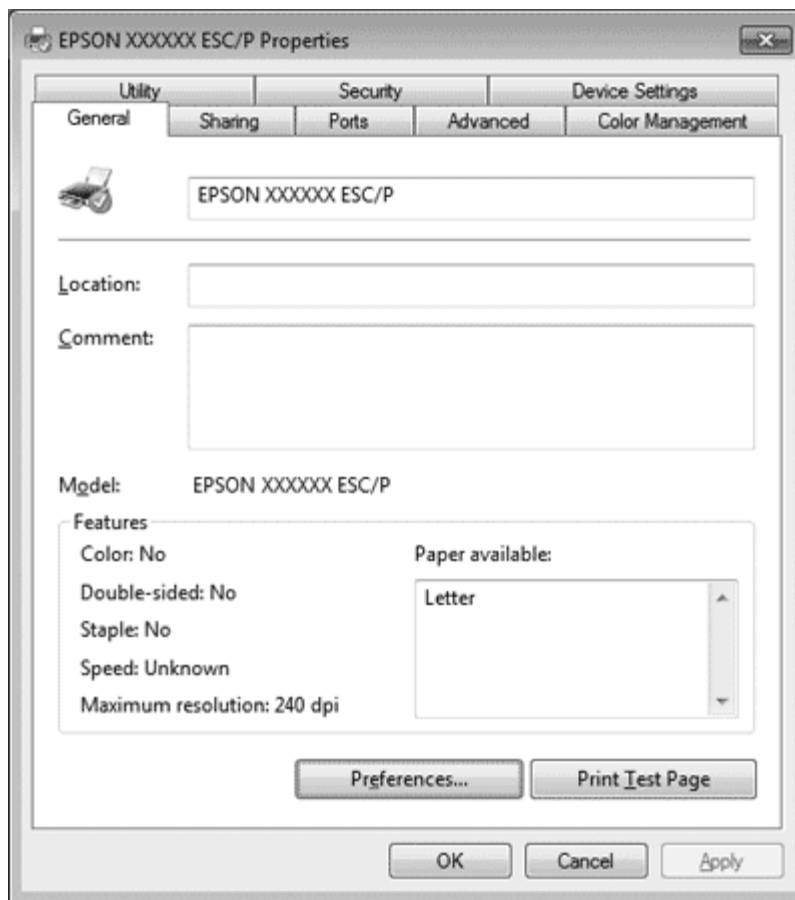 EPSON XXXXXX ESC/P Properties
Utility Security Device Settings
General Sharing Ports Advanced Color Management
EPSON XXXXXX ESC/P
Location:
Comment:
Model: EPSON XXXXXX ESC/P
Features
Color: No Paper available:
Double-sided: No Letter
Staple: No
Speed: Unknown
Maximum resolution: 240 dpi
Preferences... Print Test Page
OK Cancel Apply